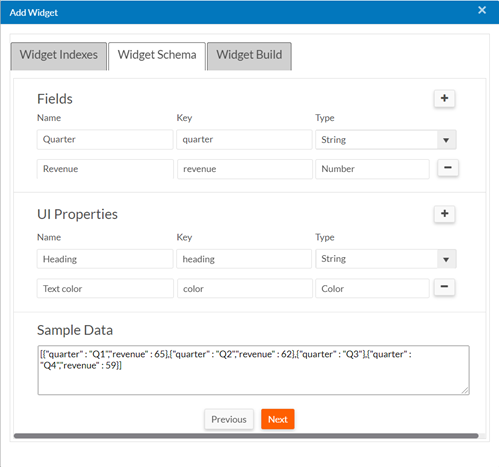 Add Widget
Widget Indexes Widget Schema Widget Build
Fields
Name Key Type
Quarter quarter String
Revenue revenue Number
UI Properties
Name Key Type
Heading heading String
Text color color Color
Sample Data
[{"quarter" : "Q1","revenue" : 65},{"quarter" : "Q2","revenue" : 62},{"quarter" : "Q3"},{"quarter" :
"Q4","revenue" : 59}]
Previous Next